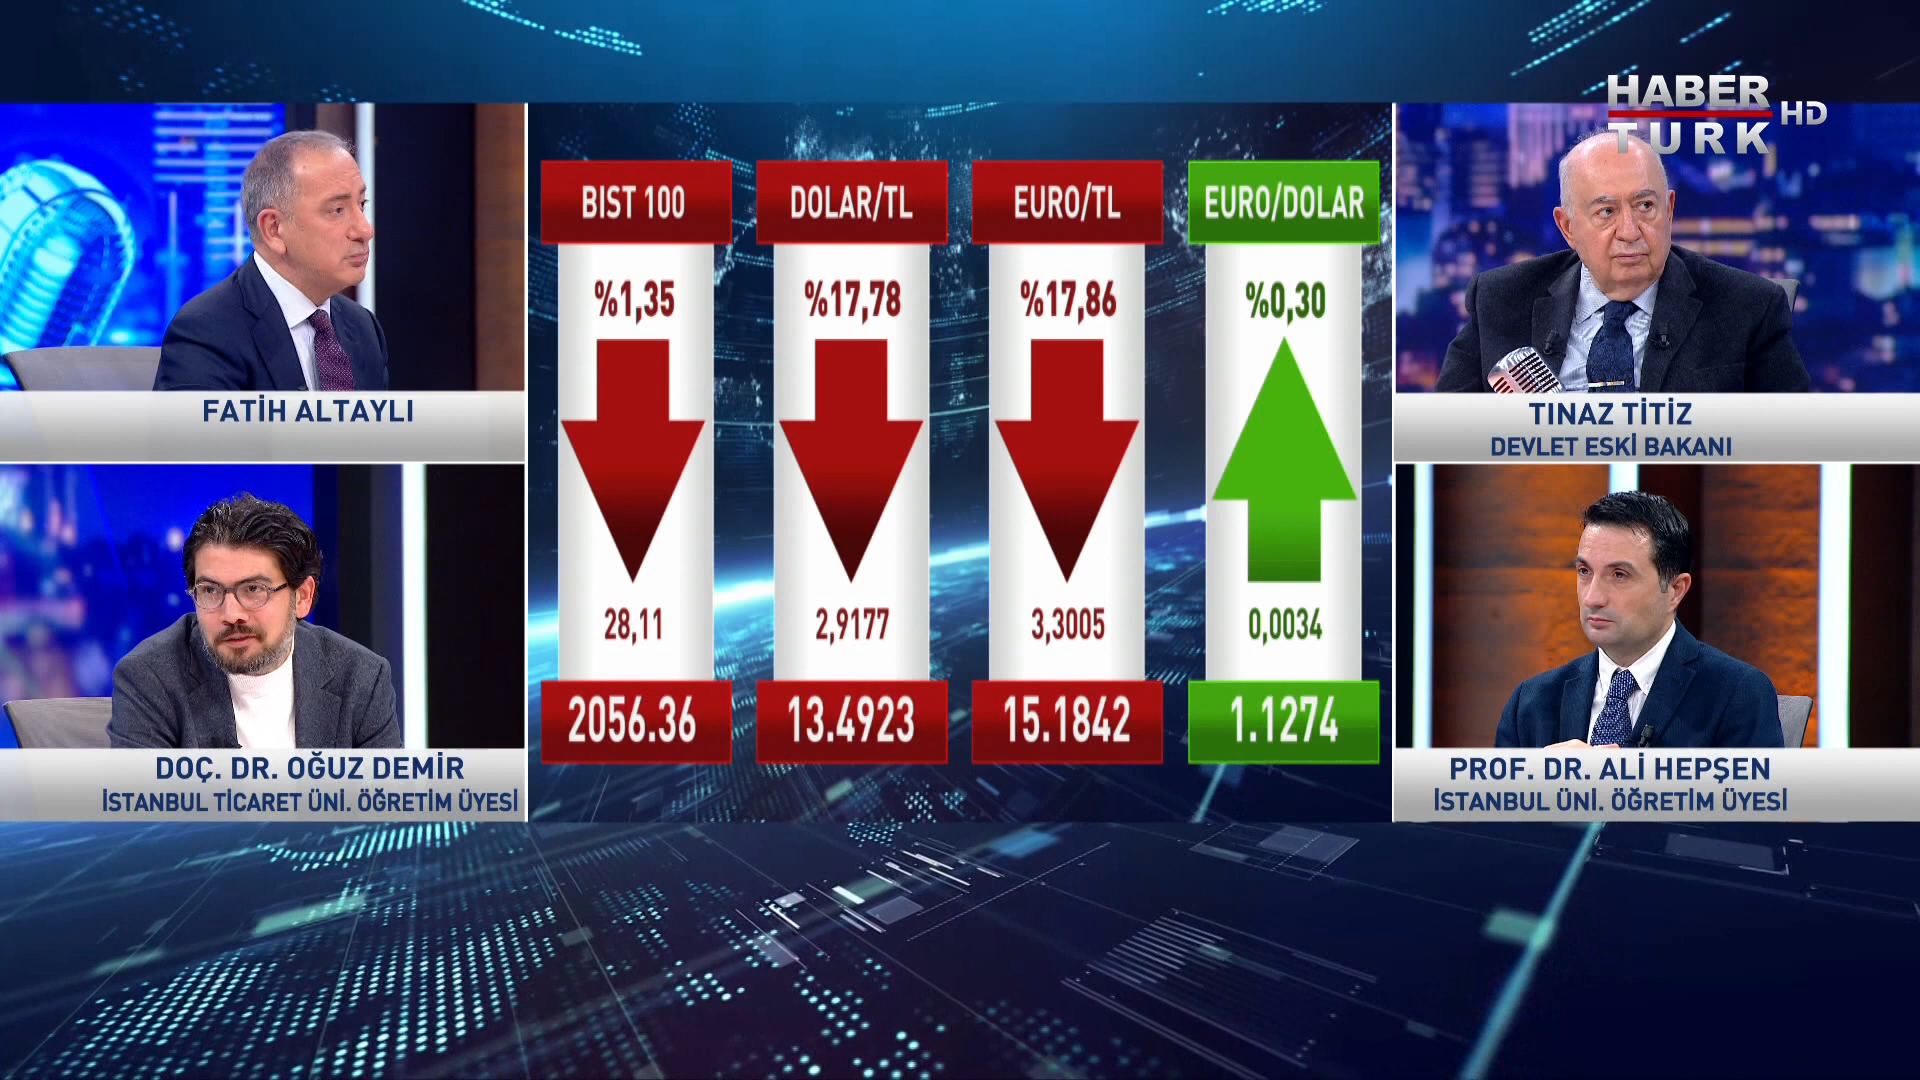 HABER
TURK HD
FATİH ALTAYLI
DOÇ. DR. OĞUZ DEMİR
İSTANBUL TİCARET ÜNİ. ÖĞRETİM ÜYESİ
BIST 100
%1,35
28,11
2056.36
DOLAR/TL
%17,78
2,9177
13.4923
EURO/TL
%17,86
3,3005
15.1842
EURO/DOLAR
%0,30
0,0034
1.1274
TINAZ TİTİZ
DEVLET ESKİ BAKANI
PROF. DR. ALİ HEPŞEN
İSTANBUL ÜNİ. ÖĞRETİM ÜYESİ